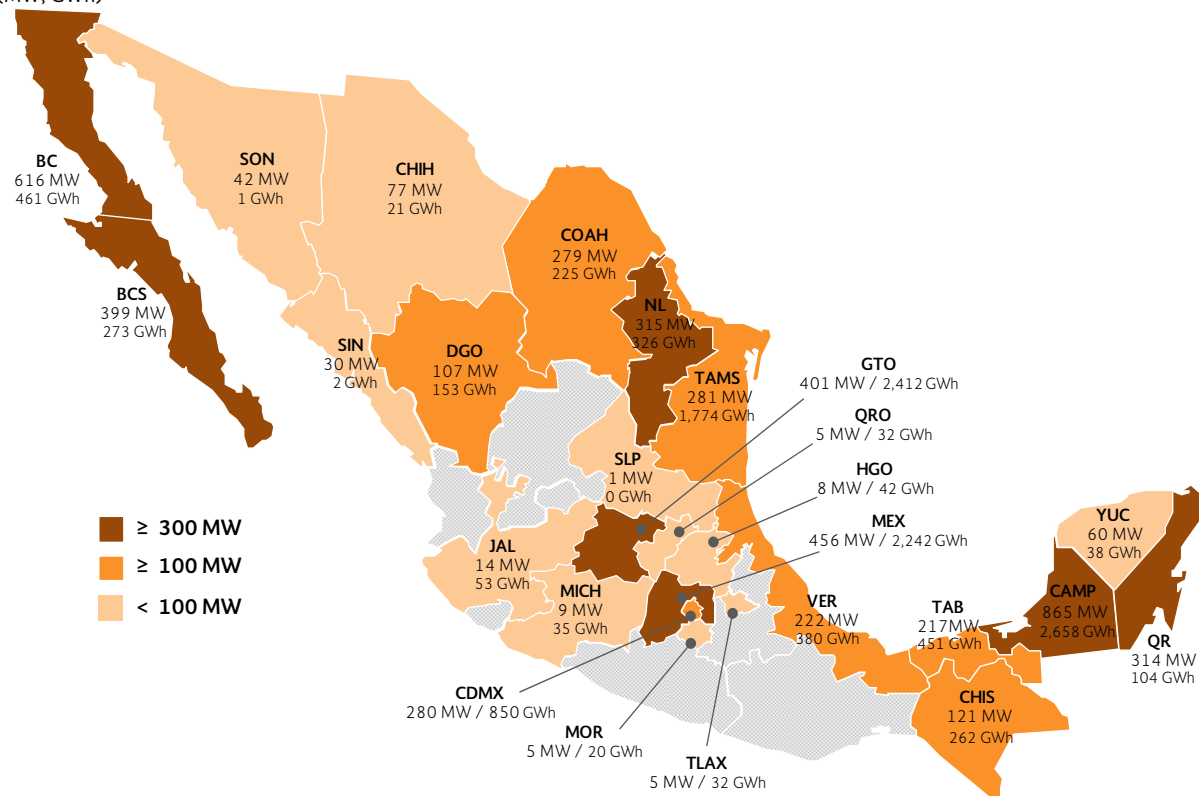 (MW, GWh)
BC
616 MW
461 GWh
SON
42 MW
1 GWh
CHIH
77 MW
21 GWh
COAH
279 MW
225 GWh
BCS
399 MW
273 GWh
NL
315 MW
326 GWh
SIN
30 MW
2 GWh
DGO
107 MW
153 GWh
TAMS
281 MW
1,774 GWh
GTO
401 MW / 2,412 GWh
QRO
5 MW / 32 GWh
SLP
1 MW
0 GWh
HGO
8 MW / 42 GWh
MEX
456 MW / 2,242 GWh
≥ 300 MW
≥ 100 MW
< 100 MW
JAL
14 MW
53 GWh
MICH
9 MW
35 GWh
VER
222 MW
380 GWh
TAB
217MW
451 GWh
YUC
60 MW
38 GWh
CAMP
865 MW
2,658 GWh
QR
314 MW
104 GWh
CHIS
121 MW
262 GWh
CDMX
280 MW / 850 GWh
MOR
5 MW / 20 GWh
TLAX
5 MW / 32 GWh